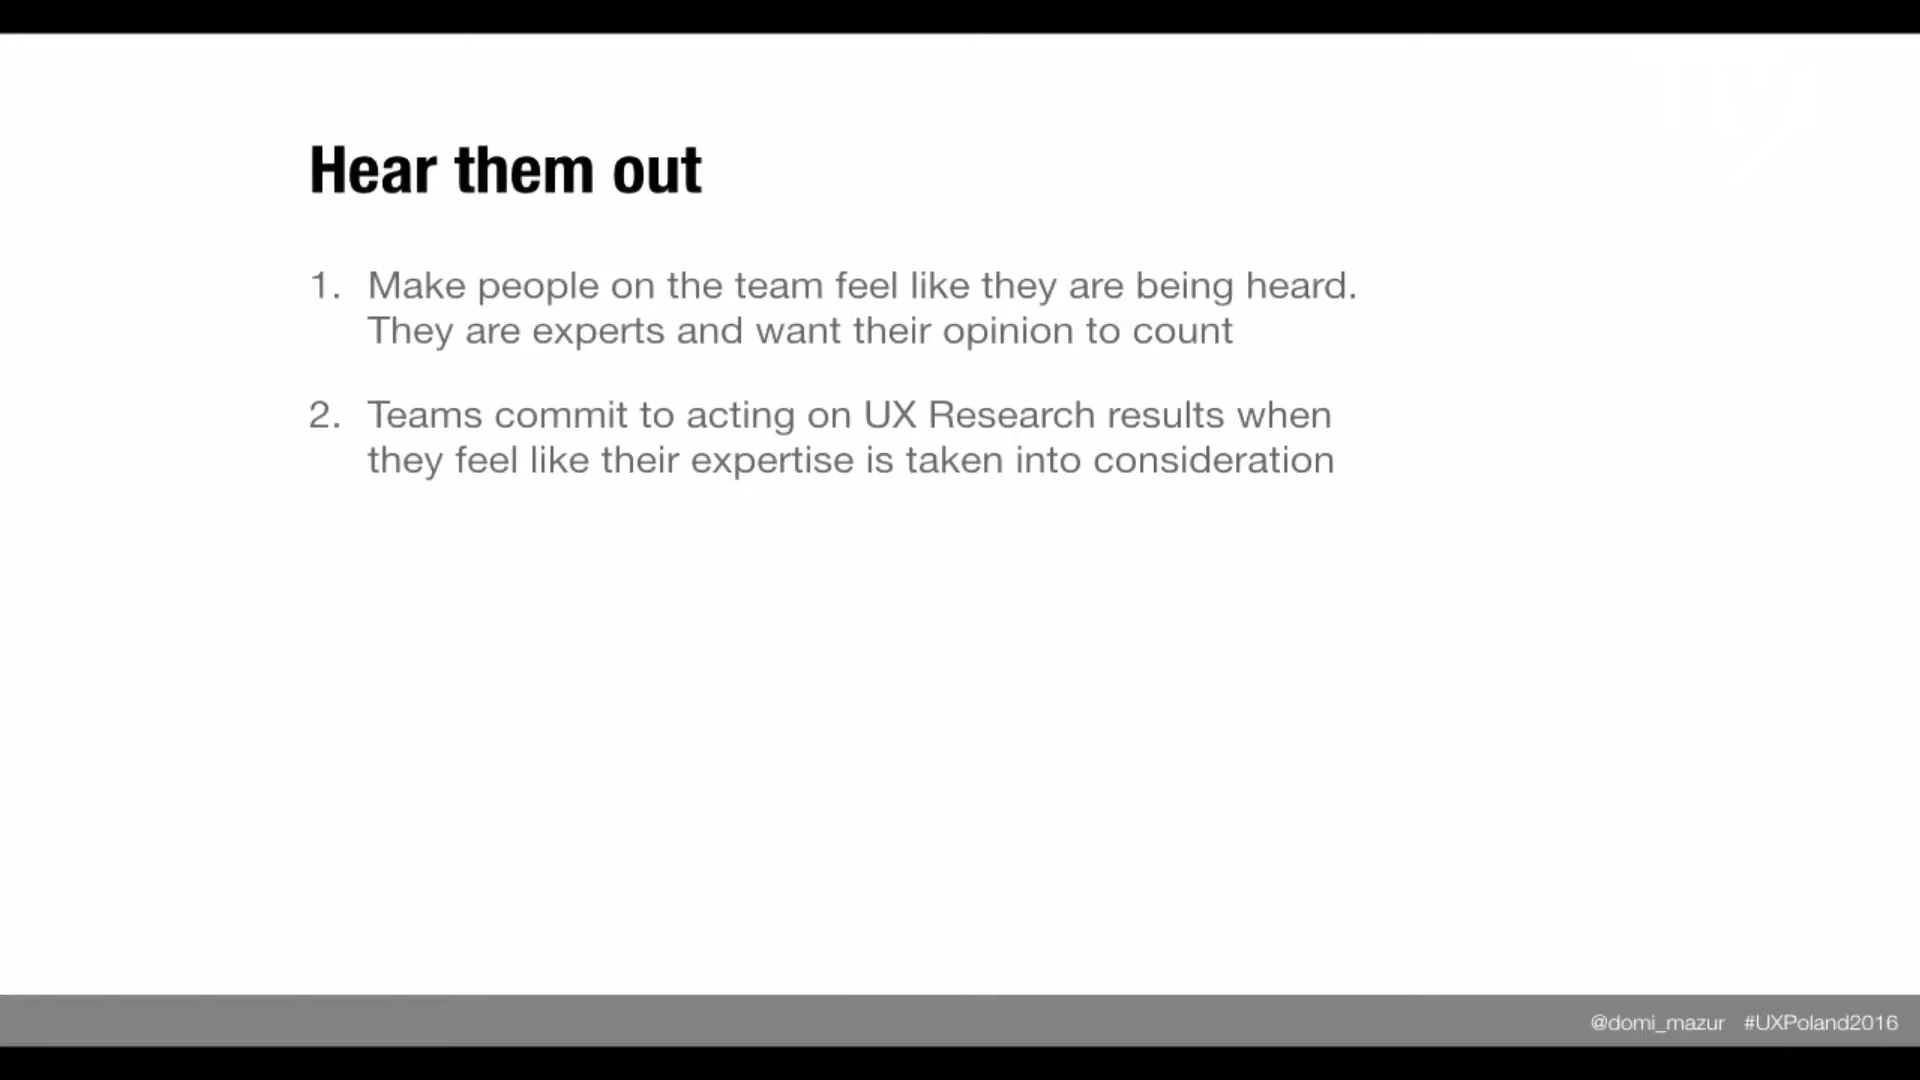 Hear them out
1. Make people on the team feel like they are being heard.
They are experts and want their opinion to count
2. Teams commit to acting on UX Research results when
they feel like their expertise is taken into consideration
@domi_mazur #UXPoland2016